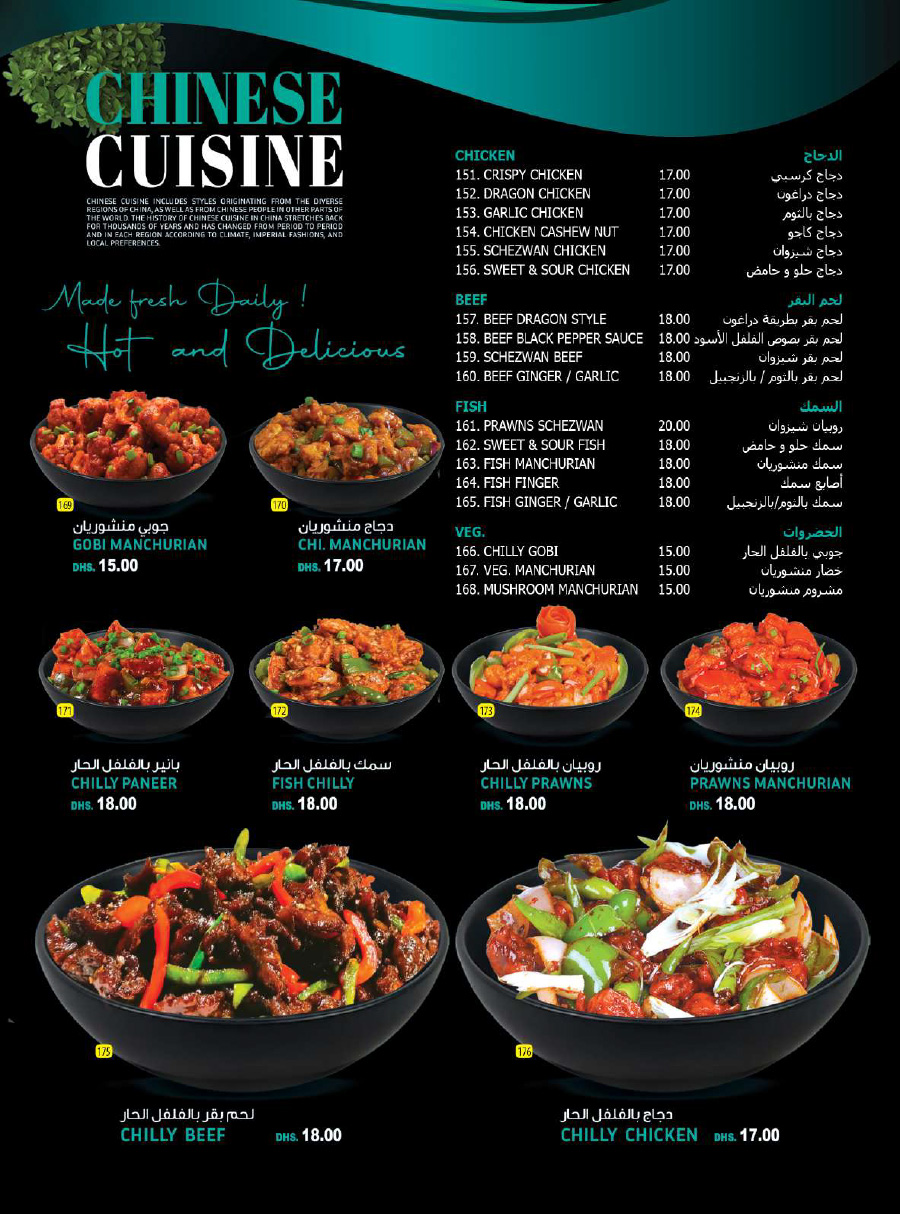 CHINESE
CUISINE
CHINESE CUISINE INCLUDES STYLES ORIGINATING FROM THE DIVERSE
REGIONS OF CHINA, AS WELL AS FROM CHINESE PEOPLE IN OTHER PARTS OF
THE WORLD. THE HISTORY OF CHINESE CUISINE IN CHINA STRETCHES BACK
FOR THOUSANDS OF YEARS AND HAS CHANGED FROM PERIOD TO PERIOD
AND IN EACH REGION ACCORDING TO CLIMATE, IMPERIAL FASHIONS, AND
LOCAL PREFERENCES.
Made fresh Daily !
Hot and Delicious
CHICKEN الدجاج
151. CRISPY CHICKEN 17.00 دجاج كرسبي
152. DRAGON CHICKEN 17.00 دجاج دراغون
153. GARLIC CHICKEN 17.00 دجاج بالثوم
154. CHICKEN CASHEW NUT 17.00 دجاج كاجو
155. SCHEZWAN CHICKEN 17.00 دجاج شيزوان
156. SWEET & SOUR CHICKEN 17.00 دجاج حلو و حامض
BEEF لحم البقر
157. BEEF DRAGON STYLE 18.00 لحم بقر بطريقة دراغون
158. BEEF BLACK PEPPER SAUCE 18.00 لحم بقر بصوص الفلفل الأسود
159. SCHEZWAN BEEF 18.00 لحم بقر شيزوان
160. BEEF GINGER / GARLIC 18.00 لحم بقر بالثوم / بالزنجبيل
FISH السمك
161. PRAWNS SCHEZWAN 20.00 روبيان شيزوان
162. SWEET & SOUR FISH 18.00 سمك حلو و حامض
163. FISH MANCHURIAN 18.00 سمك منشوريان
164. FISH FINGER 18.00 أصابع سمك
165. FISH GINGER / GARLIC 18.00 سمك بالثوم/بالزنجبيل
VEG. الخضروات
166. CHILLY GOBI 15.00 جوبي بالفلفل الحار
167. VEG. MANCHURIAN 15.00 خضار منشوريان
168. MUSHROOM MANCHURIAN 15.00 مشروم منشوريان
169
جوبي منشوريان
GOBI MANCHURIAN
DHS. 15.00
170
دجاج منشوريان
CHI. MANCHURIAN
DHS. 17.00
171
بانير بالفلفل الحار
CHILLY PANEER
DHS. 18.00
172
سمك بالفلفل الحار
FISH CHILLY
DHS. 18.00
173
روبيان بالفلفل الحار
CHILLY PRAWNS
DHS. 18.00
174
روبيان منشوريان
PRAWNS MANCHURIAN
DHS. 18.00
175
لحم بقر بالفلفل الحار
CHILLY BEEF DHS. 18.00
176
دجاج بالفلفل الحار
CHILLY CHICKEN DHS. 17.00